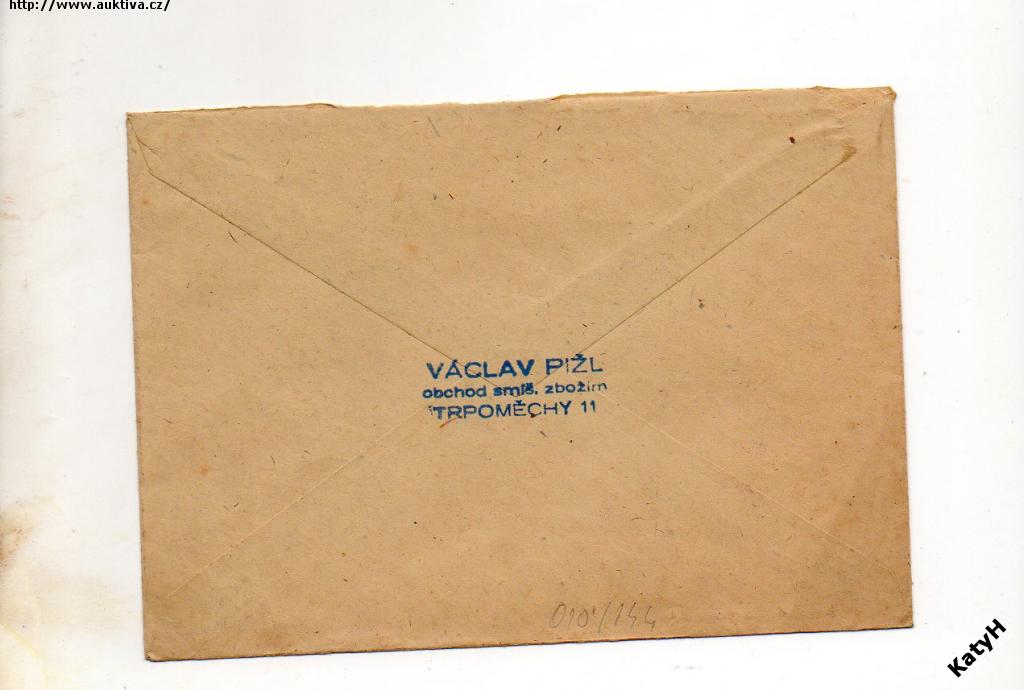 http://www.auktiva.cz/
VÁCLAV PIŽL
obchod smíš. zbožím
TRPOMĚCHY 11
010/144
KatyH